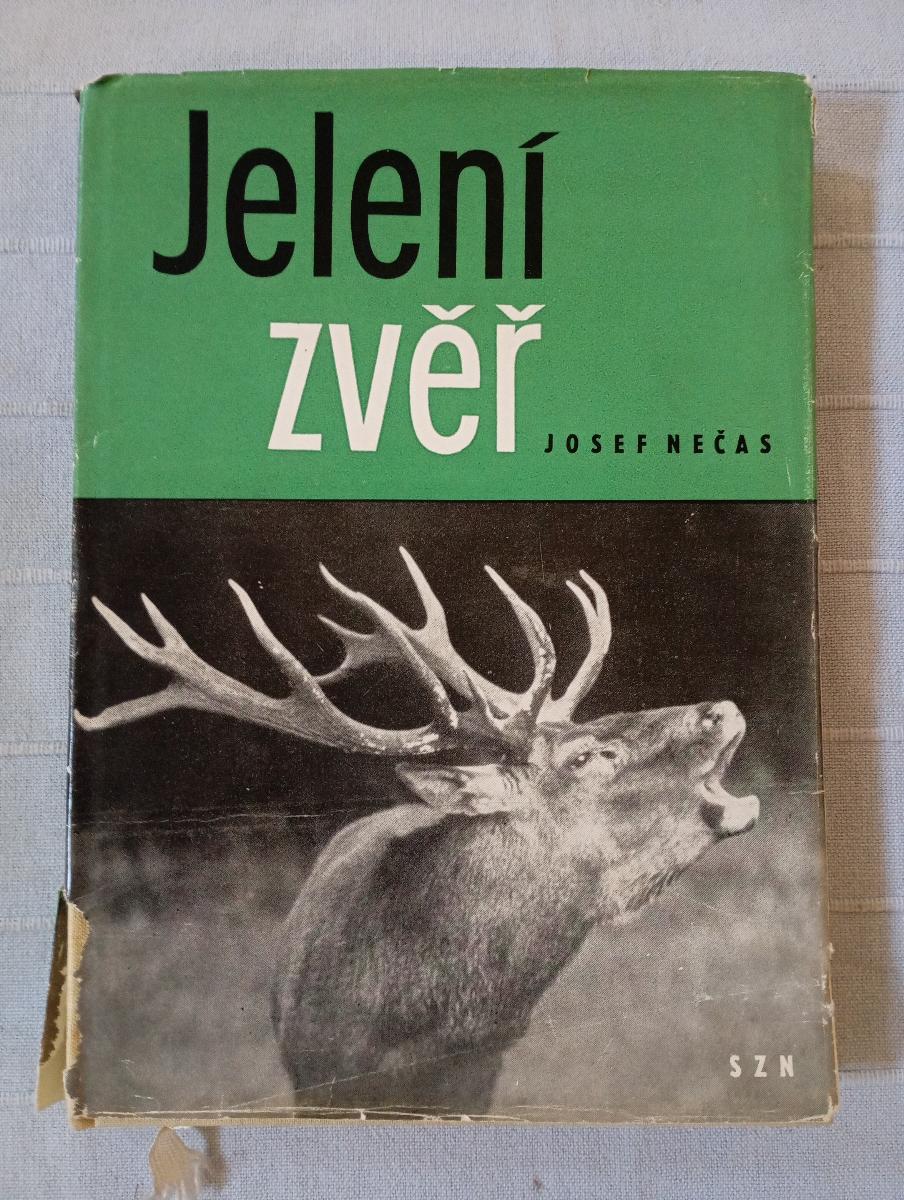 Jelení
zvěř
JOSEF NEČAS
SZN